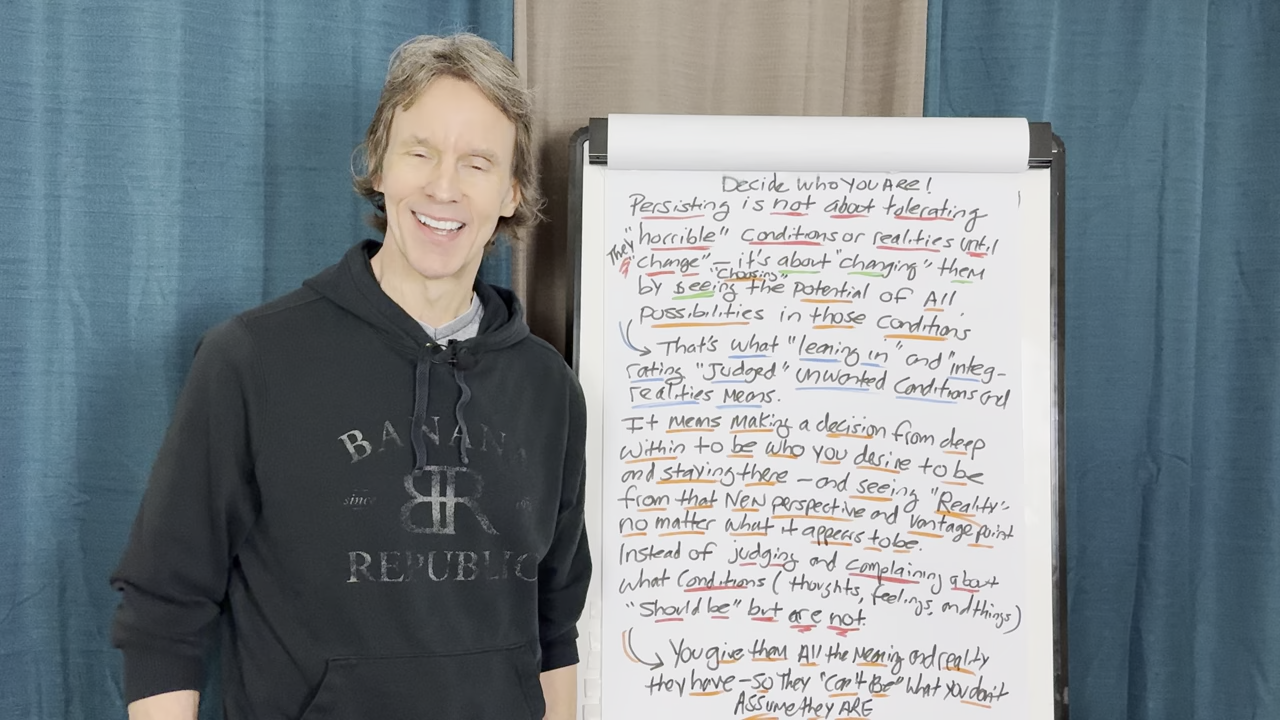 BANANA
since
BR
REPUBLIC
Decide Who You Are!
Persisting is not about tolerating
"horrible" conditions or realities until
They "change" – it's about "changing" them
"choosing"
by seeing the potential of All
possibilities in those conditions
That's what "leaning in" and "integ-
rating "Judged" unwanted conditions and
realities means.
It means making a decision from deep
within to be who you desire to be
and staying there – and seeing "Reality"
from that New perspective and vantage point
no matter what it appears to be.
Instead of judging and complaining about
what conditions (thoughts, feelings, and things)
"should be" but are not.
You give them All the Meaning and reality
they have – so They "can't Be" what you don't
Assume they ARE